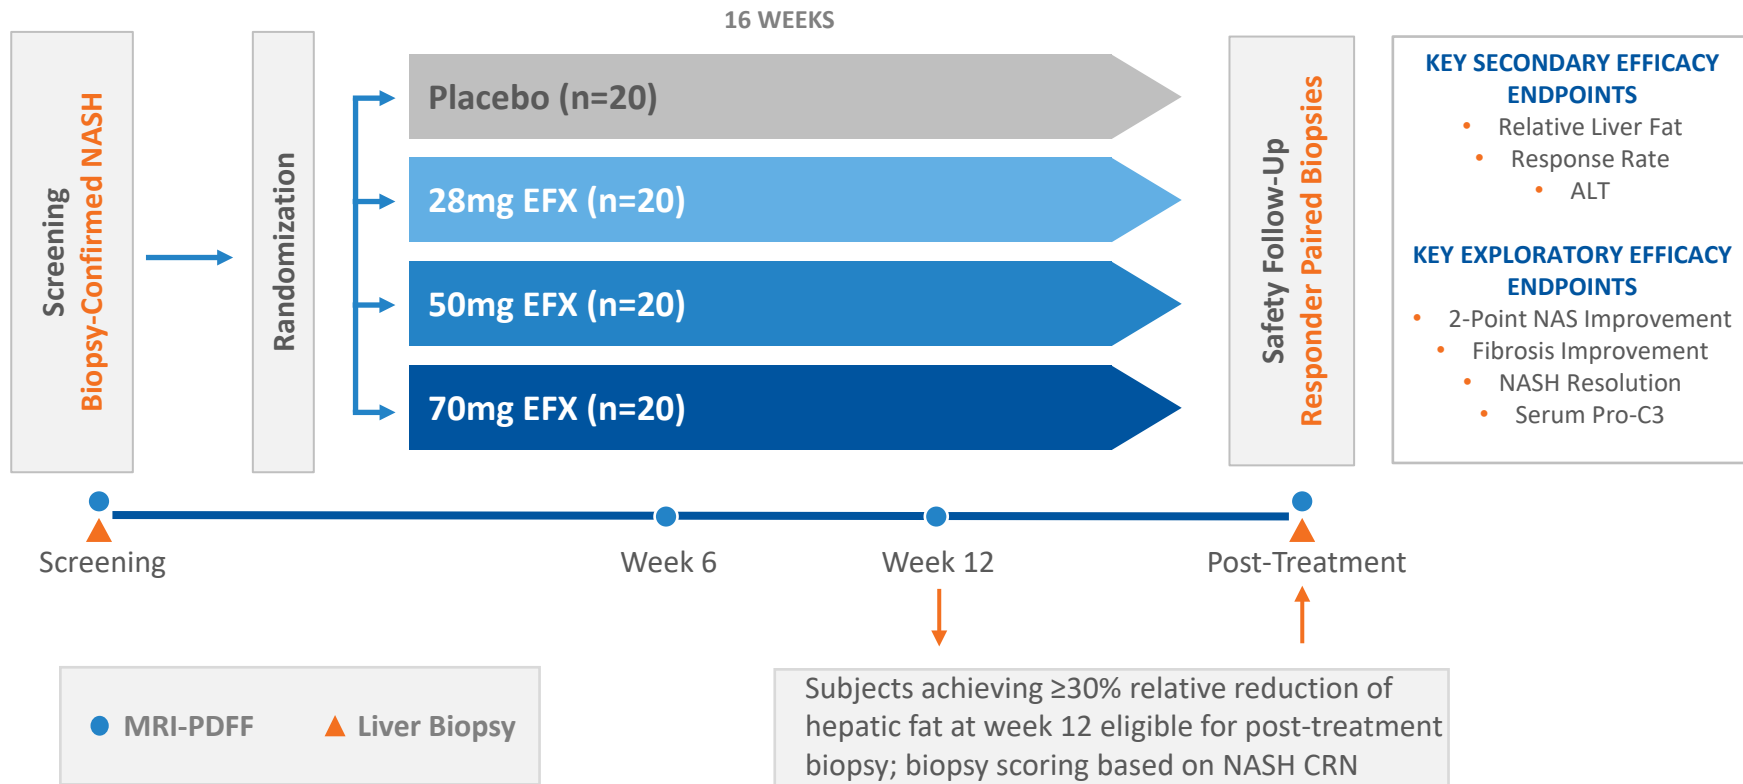 16 WEEKS
Screening
Biopsy-Confirmed NASH
Randomization
Placebo (n=20)
28mg EFX (n=20)
50mg EFX (n=20)
70mg EFX (n=20)
Safety Follow-Up
Responder Paired Biopsies
KEY SECONDARY EFFICACY
ENDPOINTS
• Relative Liver Fat
• Response Rate
• ALT
KEY EXPLORATORY EFFICACY
ENDPOINTS
• 2-Point NAS Improvement
• Fibrosis Improvement
• NASH Resolution
• Serum Pro-C3
Screening
Week 6
Week 12
Post-Treatment
MRI-PDFF
Liver Biopsy
Subjects achieving ≥30% relative reduction of
hepatic fat at week 12 eligible for post-treatment
biopsy; biopsy scoring based on NASH CRN